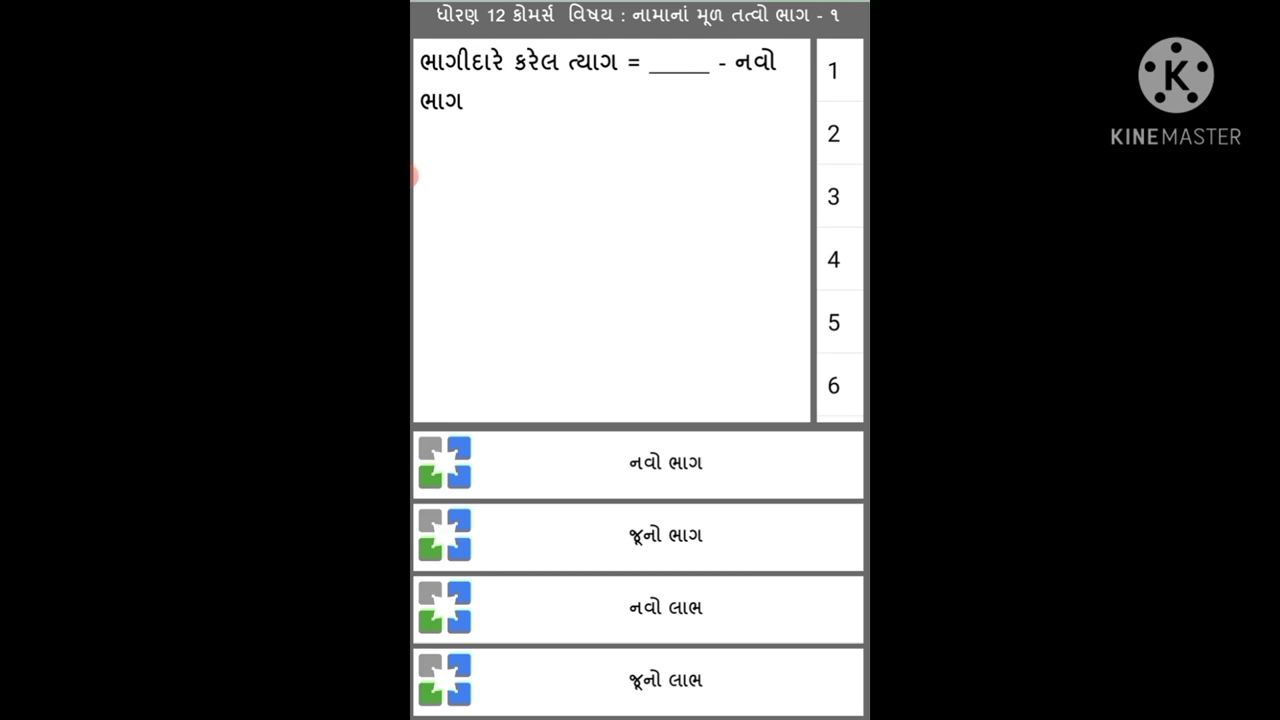 ધોરણ 12 કોમર્સ વિષય : નામાનાં મૂળ તત્વો ભાગ - ૧
ભાગીદારે કરેલ ત્યાગ = _____ - નવો
ભાગ
1
2
3
4
5
6
નવો ભાગ
જૂનો ભાગ
નવો લાભ
જૂનો લાભ
K
KINEMASTER